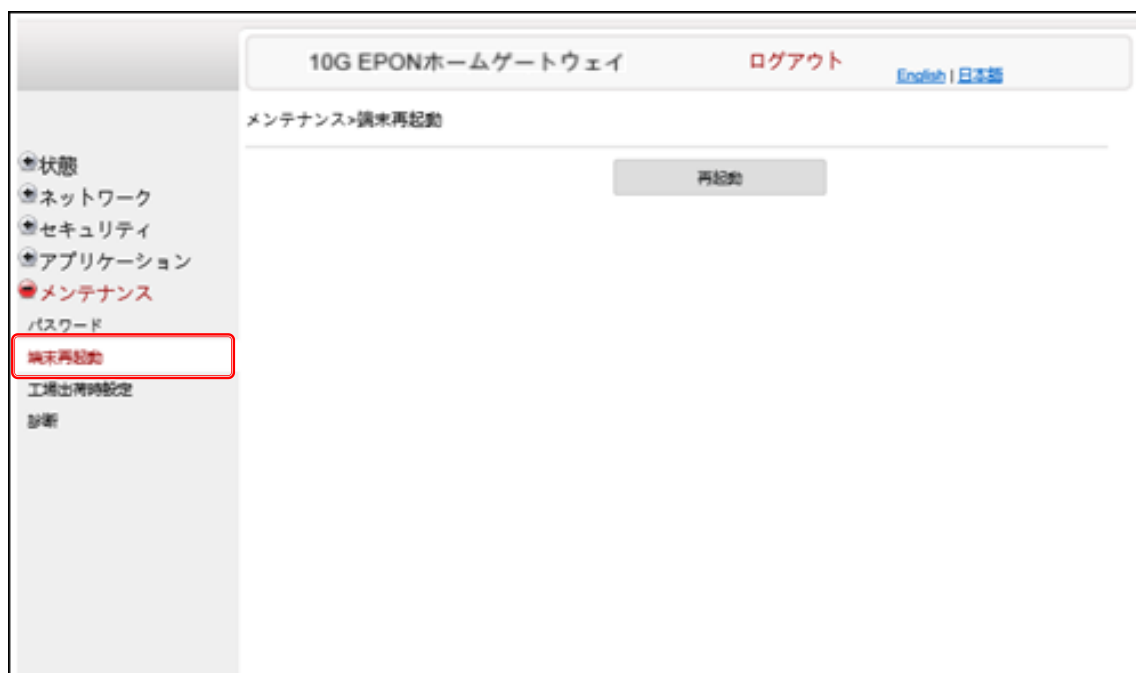 10G EPONホームゲートウェイ ログアウト English | 日本語
メンテナンス>端末再起動
再起動
状態
ネットワーク
セキュリティ
アプリケーション
メンテナンス
パスワード
端末再起動
工場出荷時設定
診断